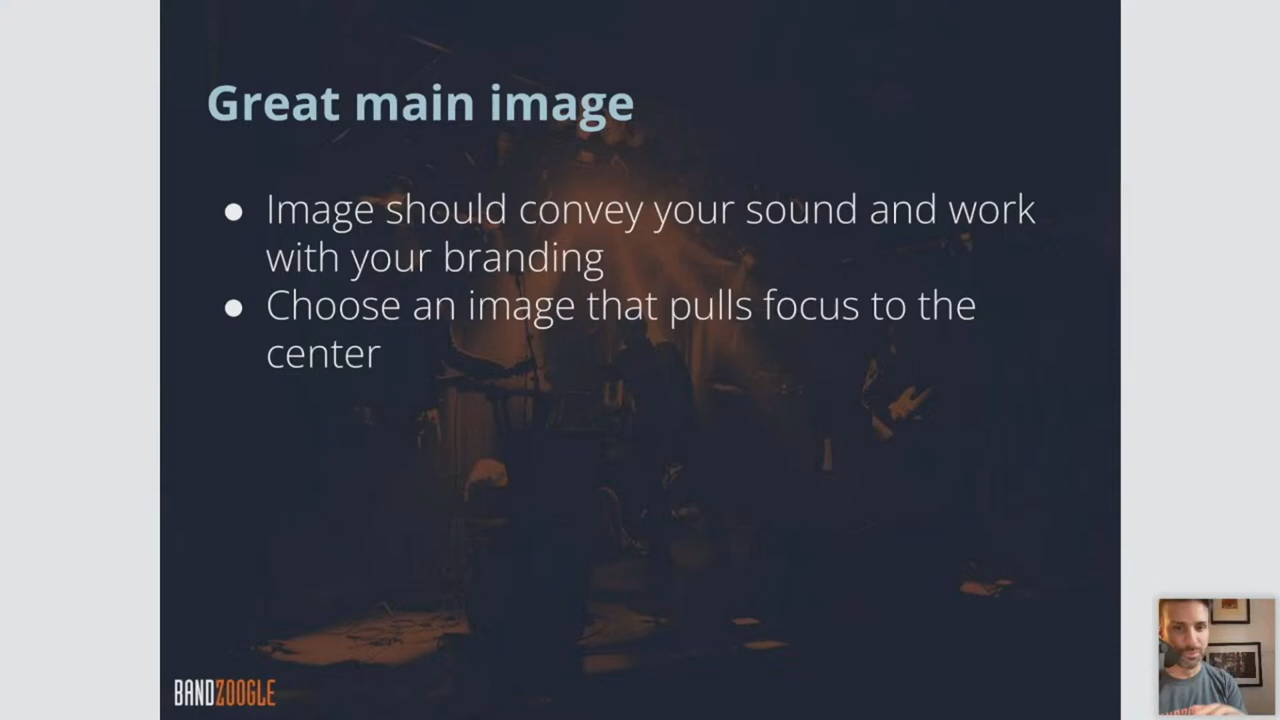 Great main image
● Image should convey your sound and work
with your branding
● Choose an image that pulls focus to the
center
BANDZOOGLE